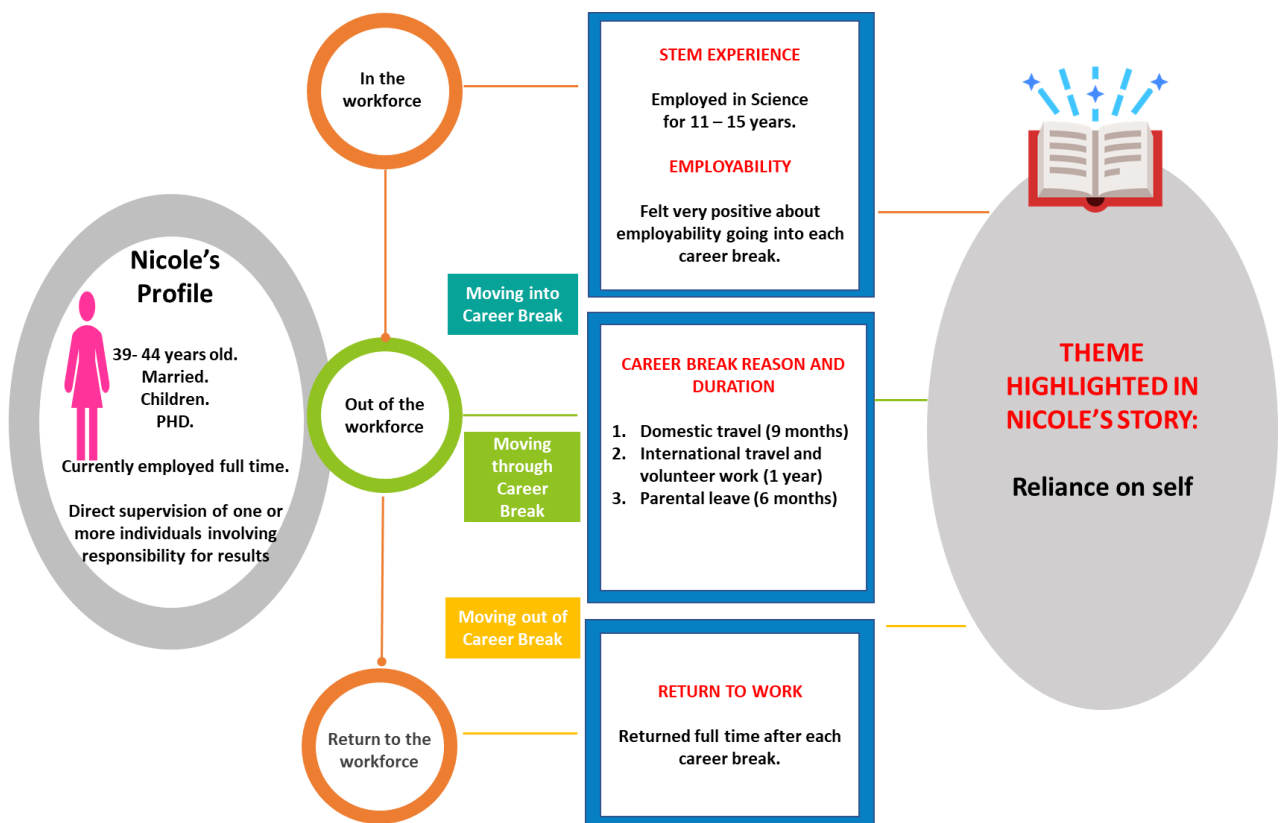 Nicole's
Profile
39- 44 years old.
Married.
Children.
PHD.
Currently employed full time.
Direct supervision of one or
more individuals involving
responsibility for results
In the
workforce
Out of the
workforce
Return to the
workforce
Moving into
Career Break
Moving
through
Career
Break
Moving out of
Career Break
STEM EXPERIENCE
Employed in Science
for 11 – 15 years.
EMPLOYABILITY
Felt very positive about
employability going into each
career break.
CAREER BREAK REASON AND
DURATION
1. Domestic travel (9 months)
2. International travel and
volunteer work (1 year)
3. Parental leave (6 months)
RETURN TO WORK
Returned full time after each
career break.
THEME
HIGHLIGHTED IN
NICOLE'S STORY:
Reliance on self